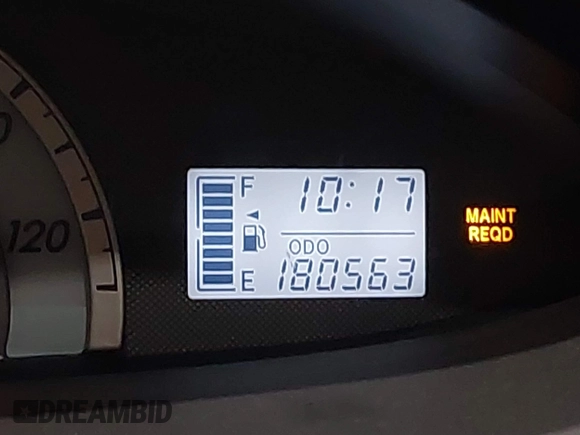 F 10:17
MAINT
REQD
120
ODO
E 180563
DREAMBID